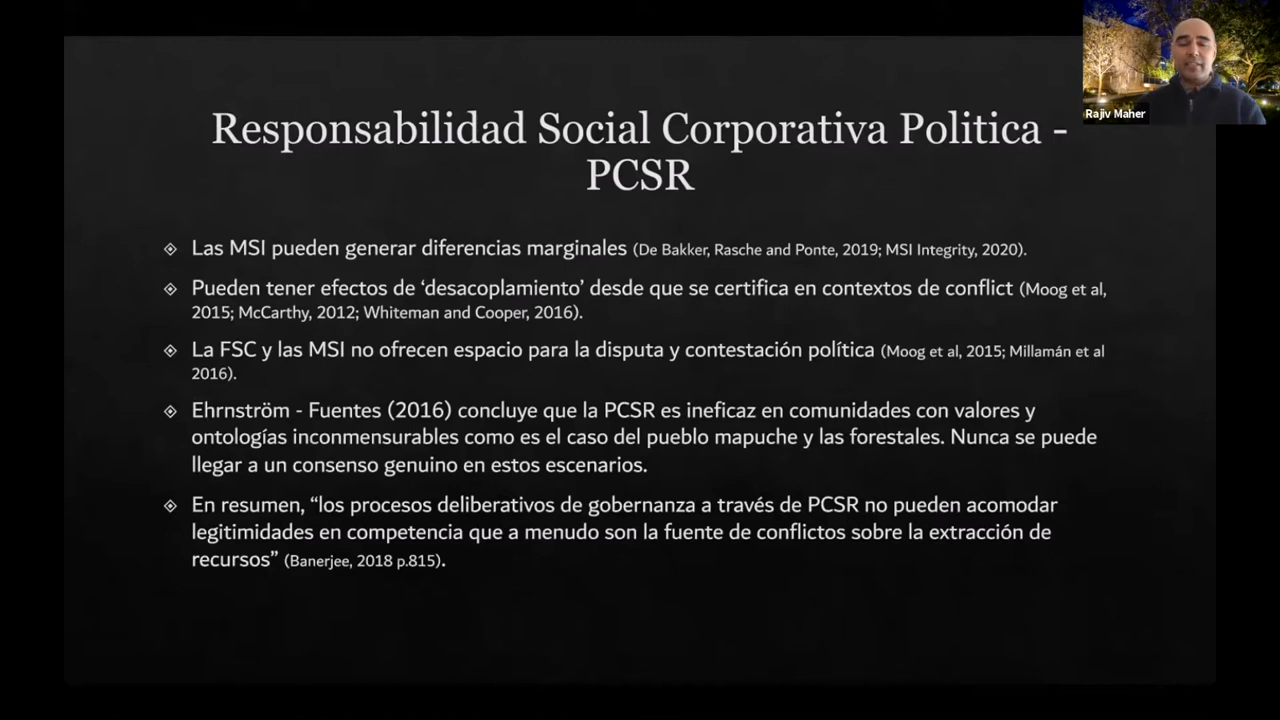 Responsabilidad Social Corporativa Politica -
PCSR
Las MSI pueden generar diferencias marginales (De Bakker, Rasche and Ponte, 2019; MSI Integrity, 2020).
Pueden tener efectos de ‘desacoplamiento’ desde que se certifica en contextos de conflict (Moog et al,
2015; McCarthy, 2012; Whiteman and Cooper, 2016).
La FSC y las MSI no ofrecen espacio para la disputa y contestación política (Moog et al, 2015; Millamán et al
2016).
Ehrnström - Fuentes (2016) concluye que la PCSR es ineficaz en comunidades con valores y
ontologías inconmensurables como es el caso del pueblo mapuche y las forestales. Nunca se puede
llegar a un consenso genuino en estos escenarios.
En resumen, “los procesos deliberativos de gobernanza a través de PCSR no pueden acomodar
legitimidades en competencia que a menudo son la fuente de conflictos sobre la extracción de
recursos” (Banerjee, 2018 p.815).
Rajiv Maher